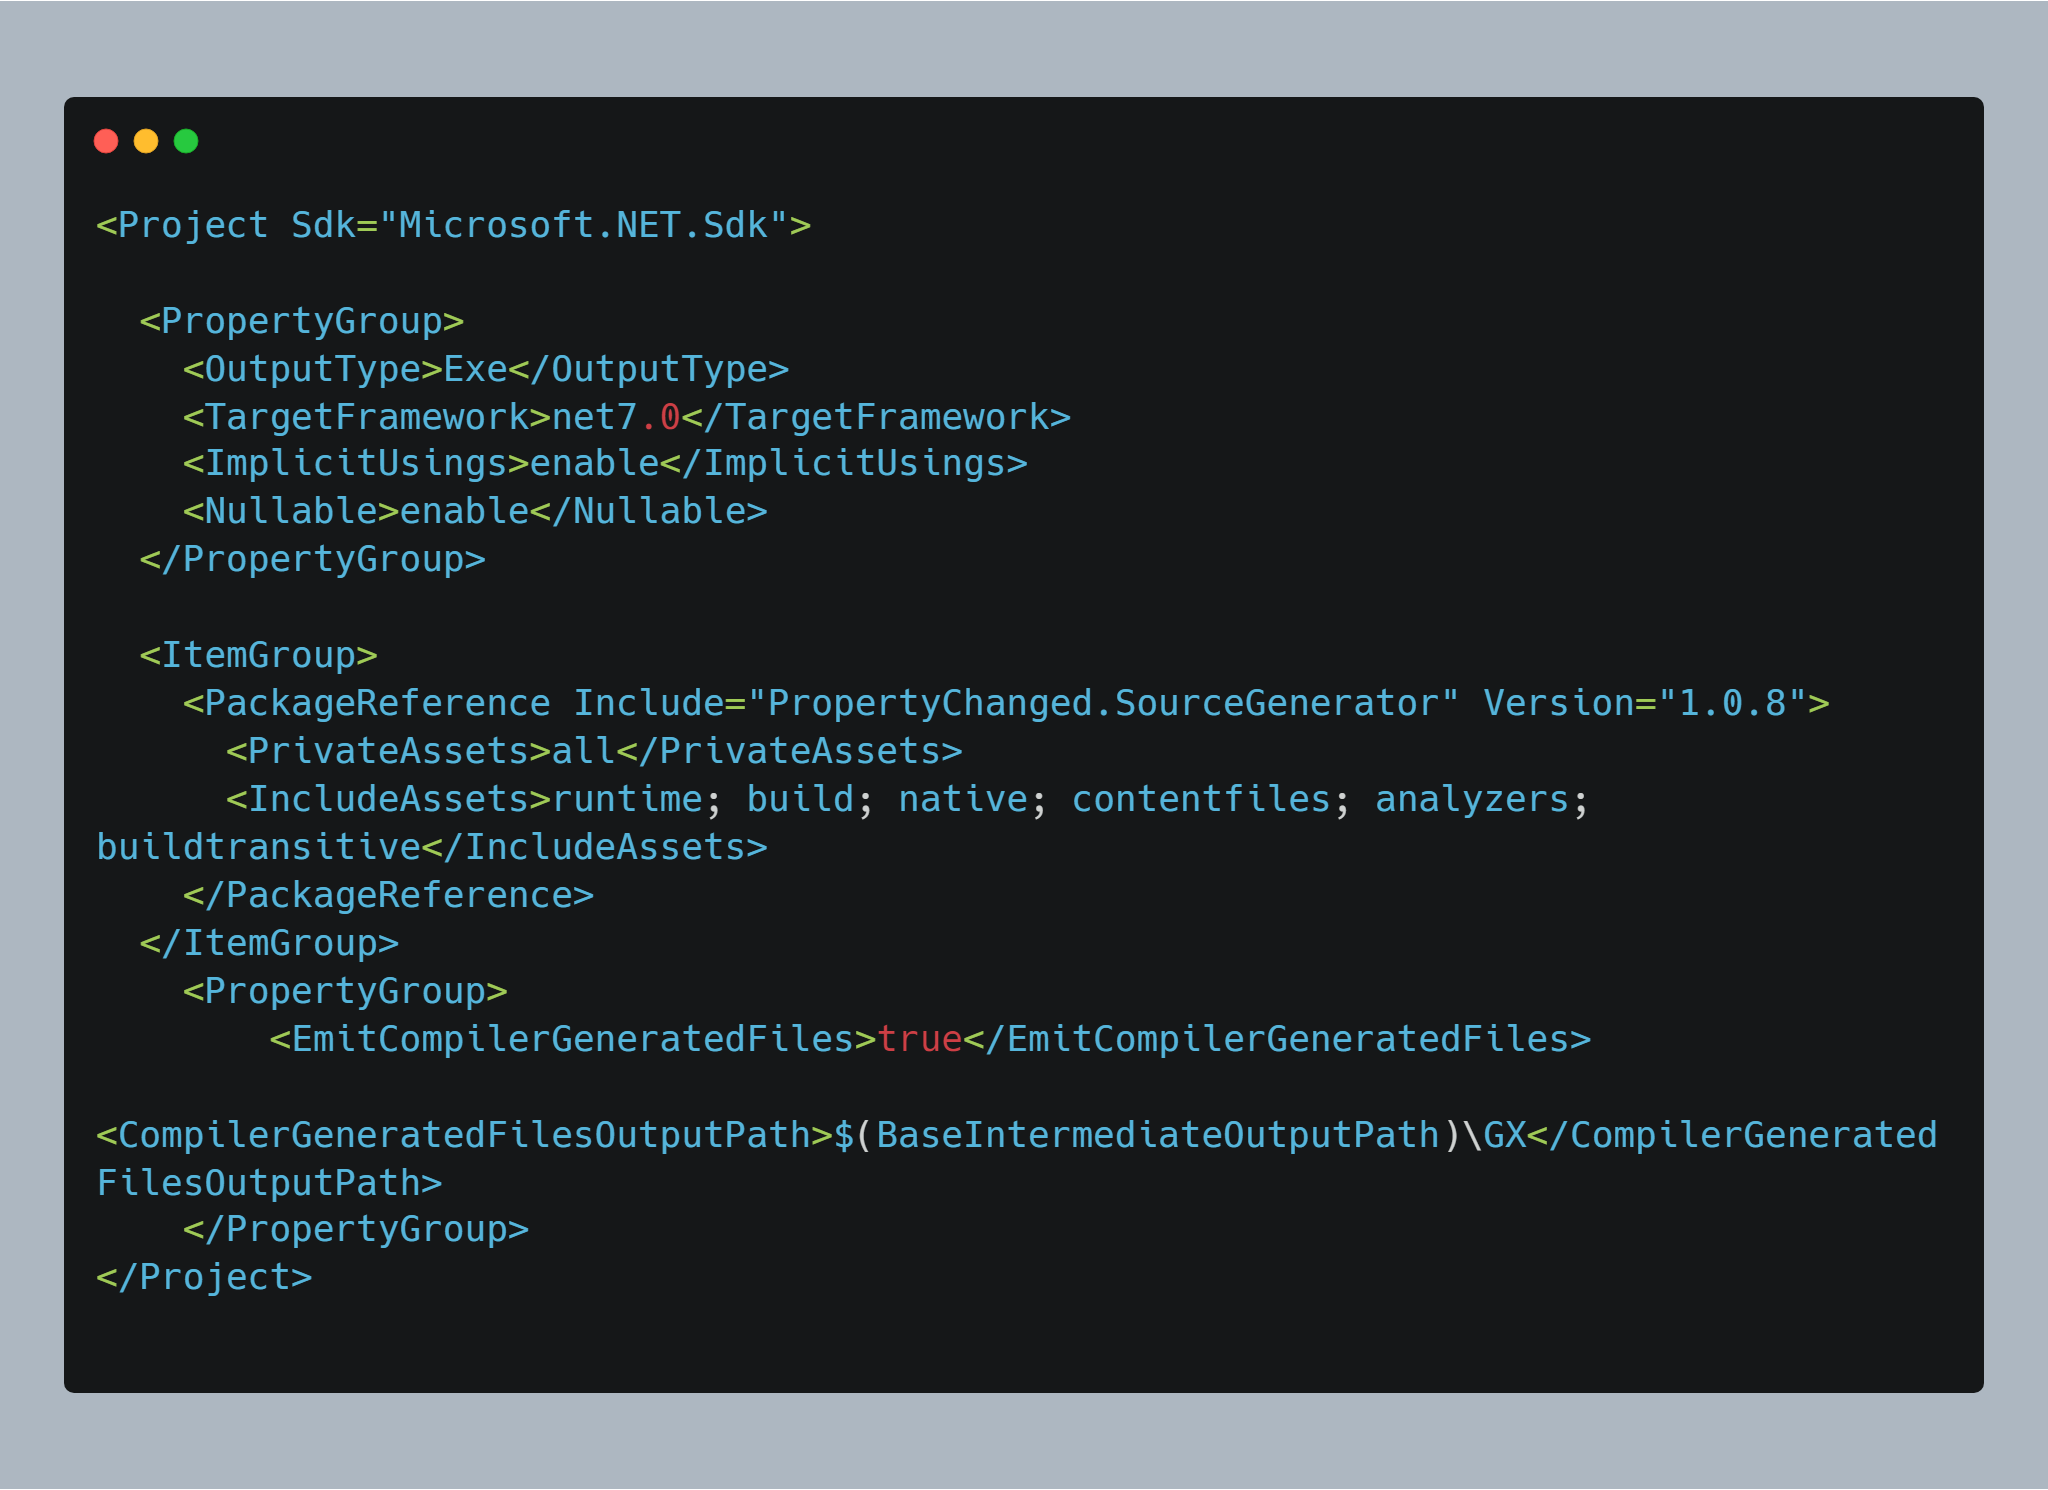 <Project Sdk="Microsoft.NET.Sdk">

  <PropertyGroup>
    <OutputType>Exe</OutputType>
    <TargetFramework>net7.0</TargetFramework>
    <ImplicitUsings>enable</ImplicitUsings>
    <Nullable>enable</Nullable>
  </PropertyGroup>

  <ItemGroup>
    <PackageReference Include="PropertyChanged.SourceGenerator" Version="1.0.8">
      <PrivateAssets>all</PrivateAssets>
      <IncludeAssets>runtime; build; native; contentfiles; analyzers;
buildtransitive</IncludeAssets>
    </PackageReference>
  </ItemGroup>
    <PropertyGroup>
        <EmitCompilerGeneratedFiles>true</EmitCompilerGeneratedFiles>

<CompilerGeneratedFilesOutputPath>$(BaseIntermediateOutputPath)\GX</CompilerGenerated
FilesOutputPath>
    </PropertyGroup>
</Project>